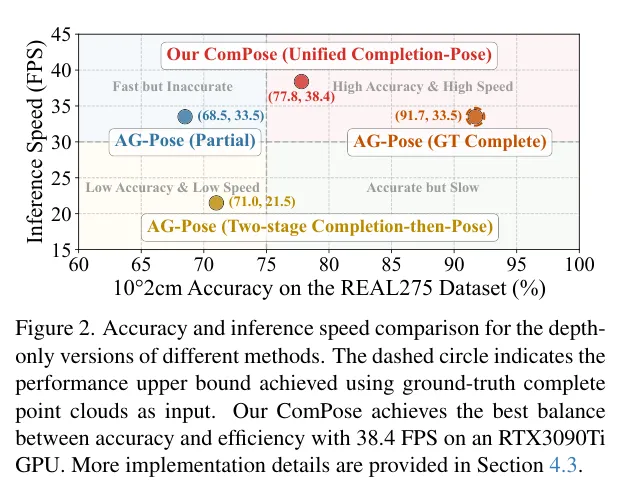 45
40
35
30
25
20
15
Inference Speed (FPS)
Our ComPose (Unified Completion-Pose)
Fast but Inaccurate
High Accuracy & High Speed
(77.8, 38.4)
(68.5, 33.5)
(91.7, 33.5)
AG-Pose (Partial)
AG-Pose (GT Complete)
Low Accuracy & Low Speed
Accurate but Slow
(71.0, 21.5)
AG-Pose (Two-stage Completion-then-Pose)
60 65 70 75 80 85 90 95 100
10°2cm Accuracy on the REAL275 Dataset (%)
Figure 2. Accuracy and inference speed comparison for the depth-
only versions of different methods. The dashed circle indicates the
performance upper bound achieved using ground-truth complete
point clouds as input. Our ComPose achieves the best balance
between accuracy and efficiency with 38.4 FPS on an RTX3090Ti
GPU. More implementation details are provided in Section 4.3.